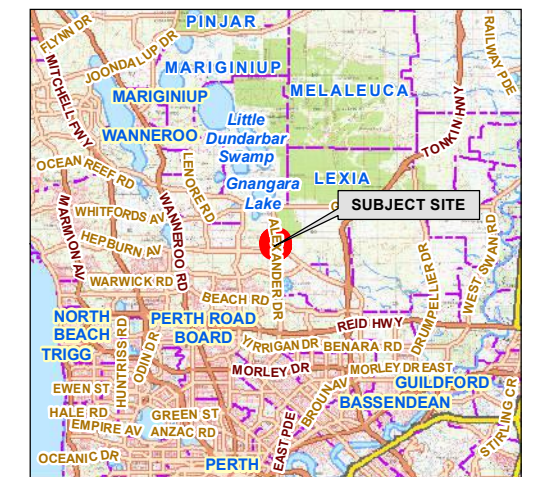 PINJAR
FLYNN DR
JOONDALUP DR
RAILWAY PDE
MITCHELL FWY
MARIGINIUP
MELALEUCA
MARIGINIUP
TONKIN HWY
Little
Dundarbar
Swamp
WANNEROO
OCEAN REEF RD
LENORE RD
Gnangara
Lake
LEXIA
SUBJECT SITE
MARMION AV
WHITFORDS AV
WANNEROO RD
ALEXANDER DR
HEPBURN AV
WEST SWAN RD
DRUMPELLIER DR
WARWICK RD
BEACH RD
NORTH
BEACH
PERTH ROAD
BOARD
REID HWY
TRIGG
HUNTRISS RD
ODIN DR
YIRRIGAN DR
BENARA RD
MORLEY DR
MORLEY DR EAST
EWEN ST
BROUN AV
GUILDFORD
BASSENDEAN
HALE RD
GREEN ST
EMPIRE AV
ANZAC RD
EAST PDE
STIRLING CR
OCEANIC DR
PERTH